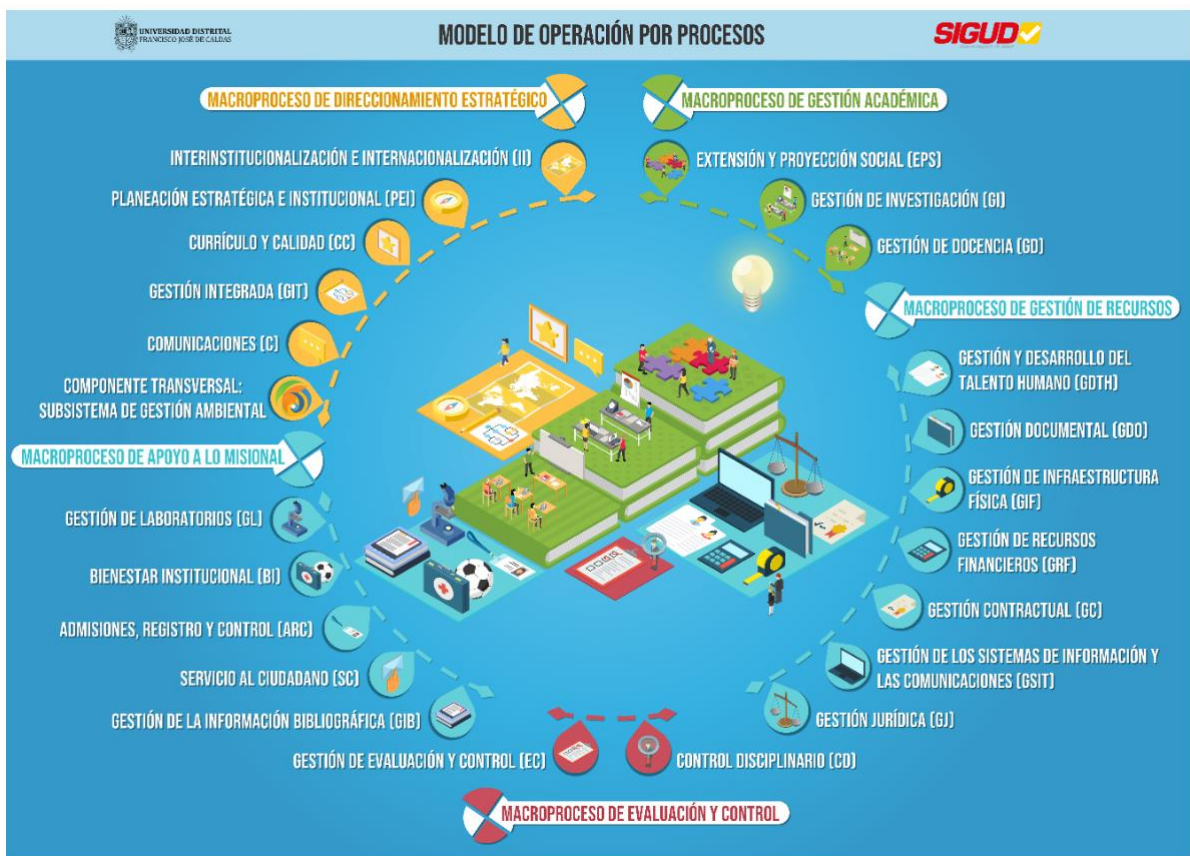 UNIVERSIDAD DISTRITAL
FRANCISCO JOSÉ DE CALDAS
MODELO DE OPERACIÓN POR PROCESOS
SIGUD
MACROPROCESO DE DIRECCIONAMIENTO ESTRATÉGICO
INTERINSTITUCIONALIZACIÓN E INTERNACIONALIZACIÓN (II)
PLANEACIÓN ESTRATÉGICA E INSTITUCIONAL (PEI)
CURRÍCULO Y CALIDAD (CC)
GESTIÓN INTEGRADA (GIT)
COMUNICACIONES (C)
COMPONENTE TRANSVERSAL:
SUBSISTEMA DE GESTIÓN AMBIENTAL
MACROPROCESO DE APOYO A LO MISIONAL
GESTIÓN DE LABORATORIOS (GL)
BIENESTAR INSTITUCIONAL (BI)
ADMISIONES, REGISTRO Y CONTROL (ARC)
SERVICIO AL CIUDADANO (SC)
GESTIÓN DE LA INFORMACIÓN BIBLIOGRÁFICA (GIB)
MACROPROCESO DE GESTIÓN ACADÉMICA
EXTENSIÓN Y PROYECCIÓN SOCIAL (EPS)
GESTIÓN DE INVESTIGACIÓN (GI)
GESTIÓN DE DOCENCIA (GD)
MACROPROCESO DE GESTIÓN DE RECURSOS
GESTIÓN Y DESARROLLO DEL
TALENTO HUMANO (GDTH)
GESTIÓN DOCUMENTAL (GDO)
GESTIÓN DE INFRAESTRUCTURA
FÍSICA (GIF)
GESTIÓN DE RECURSOS
FINANCIEROS (GRF)
GESTIÓN CONTRACTUAL (GC)
GESTIÓN DE LOS SISTEMAS DE INFORMACIÓN Y
LAS COMUNICACIONES (GSIT)
GESTIÓN JURÍDICA (GJ)
GESTIÓN DE EVALUACIÓN Y CONTROL (EC)
CONTROL DISCIPLINARIO (CD)
MACROPROCESO DE EVALUACIÓN Y CONTROL